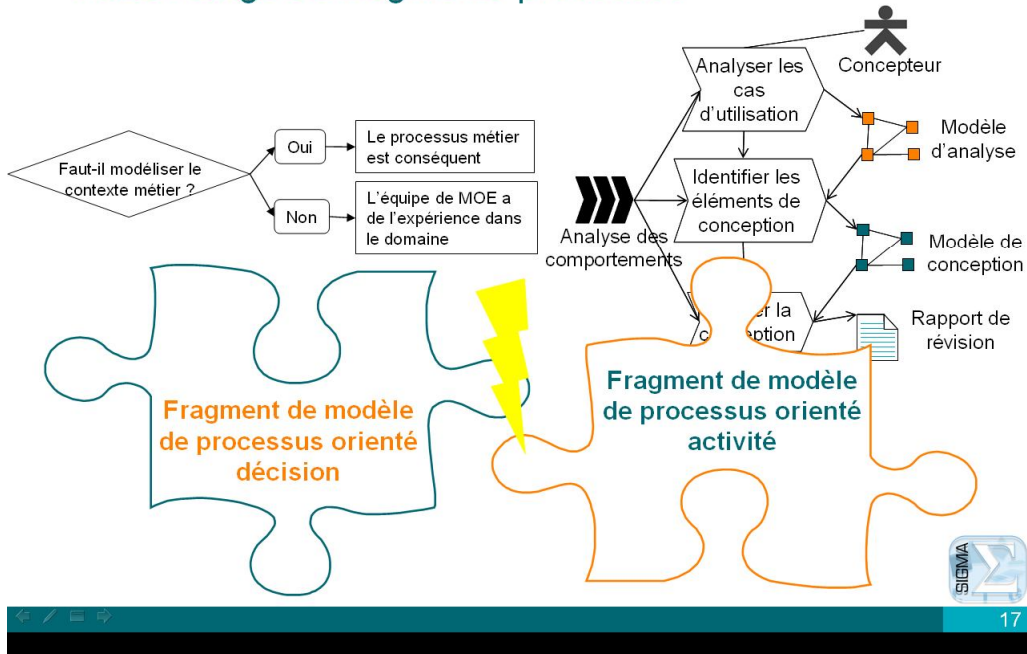 Faut-il modéliser le
contexte métier ?
Oui
Le processus métier
est conséquent
Non
L'équipe de MOE a
de l'expérience dans
le domaine
Concepteur
Analyser les
cas
d'utilisation
Modèle
d'analyse
Identifier les
éléments de
conception
Analyse des
comportements
Modèle de
conception
er la
Rapport de
révision
Fragment de modèle
de processus orienté
décision
Fragment de modèle
de processus orienté
activité
SIGMA
17